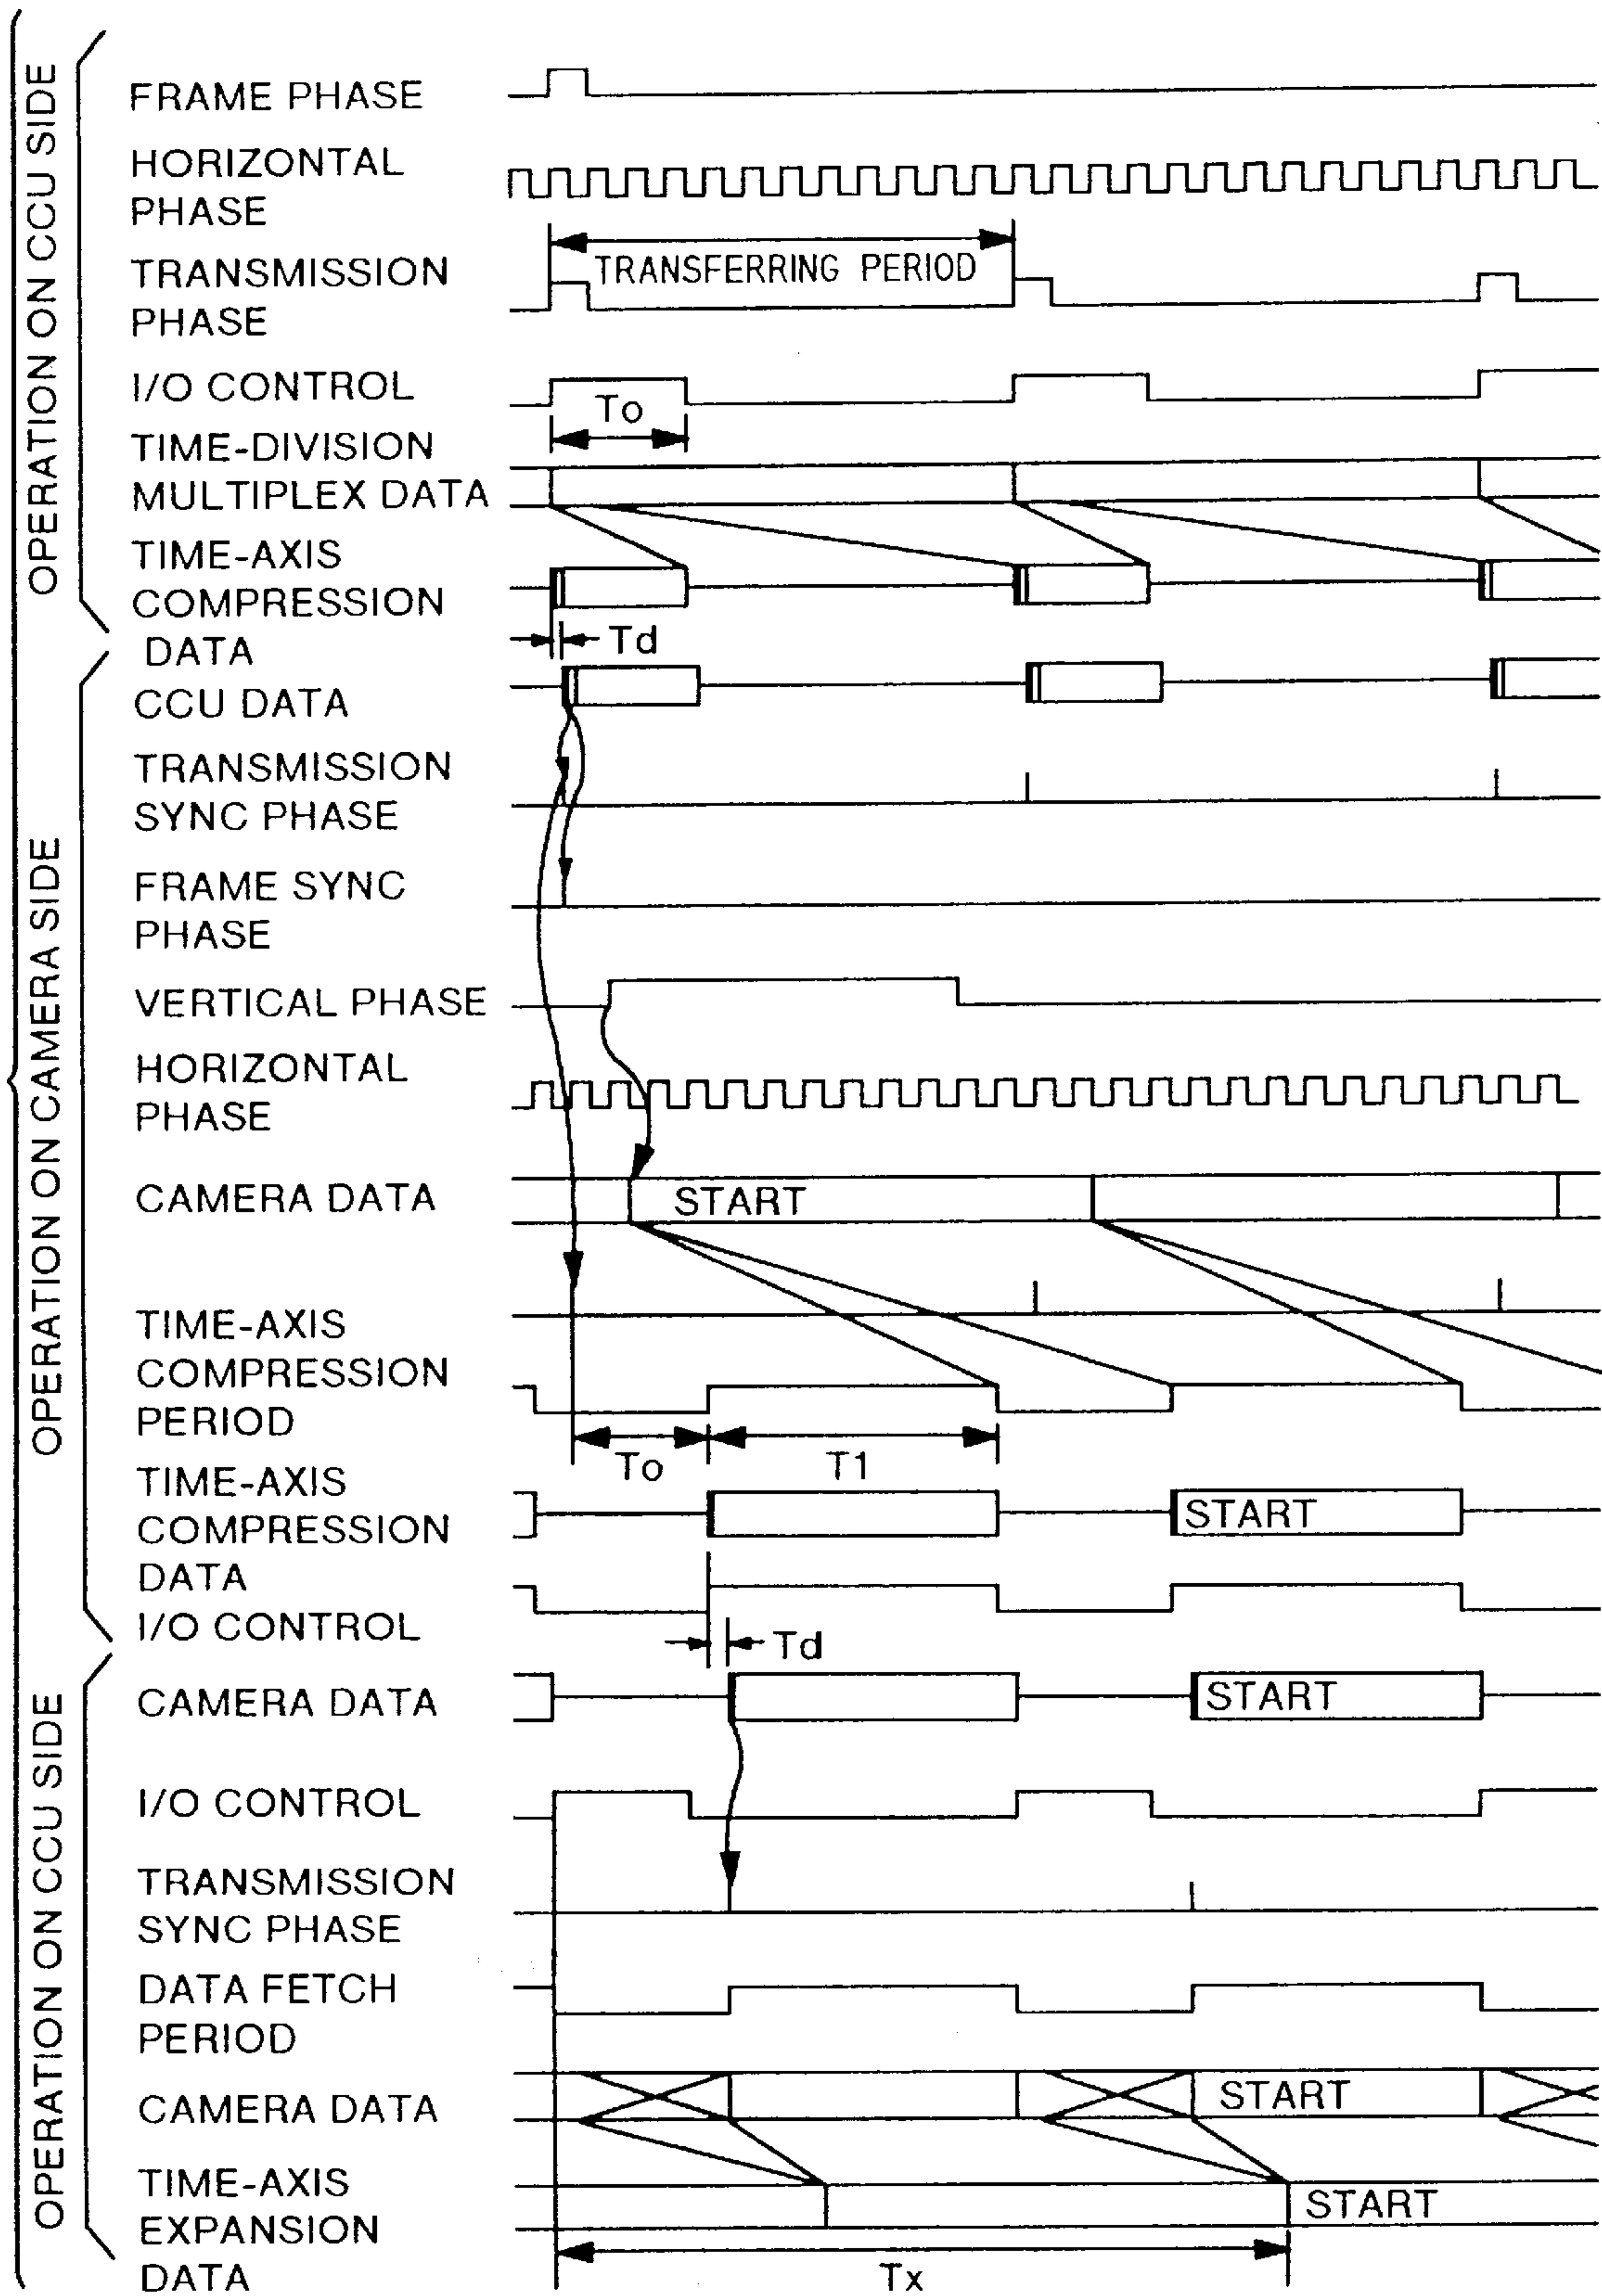 OPERATION ON CCU SIDE
FRAME PHASE
HORIZONTAL
PHASE
TRANSMISSION
PHASE
TRANSFERRING PERIOD
I/O CONTROL
To
TIME-DIVISION
MULTIPLEX DATA
TIME-AXIS
COMPRESSION
DATA
Td
OPERATION ON CAMERA SIDE
CCU DATA
TRANSMISSION
SYNC PHASE
FRAME SYNC
PHASE
VERTICAL PHASE
HORIZONTAL
PHASE
CAMERA DATA
START
TIME-AXIS
COMPRESSION
PERIOD
To
T1
TIME-AXIS
COMPRESSION
DATA
START
I/O CONTROL
Td
OPERATION ON CCU SIDE
CAMERA DATA
START
I/O CONTROL
TRANSMISSION
SYNC PHASE
DATA FETCH
PERIOD
CAMERA DATA
START
TIME-AXIS
EXPANSION
DATA
START
Tx